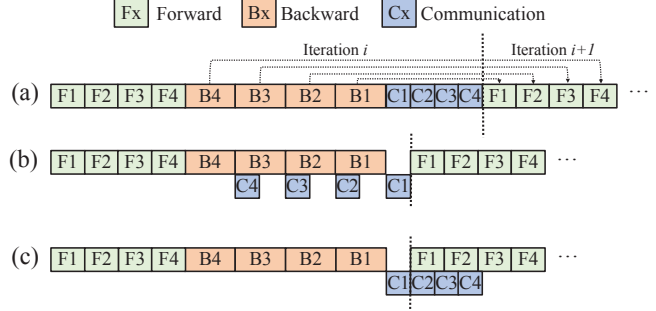 Fx Forward Bx Backward Cx Communication
Iteration i Iteration i+1
(a) F1 F2 F3 F4 B4 B3 B2 B1 C1 C2 C3 C4 F1 F2 F3 F4 ...
(b) F1 F2 F3 F4 B4 B3 B2 B1 F1 F2 F3 F4 ...
C4 C3 C2 C1
(c) F1 F2 F3 F4 B4 B3 B2 B1 F1 F2 F3 F4 ...
C1 C2 C3 C4